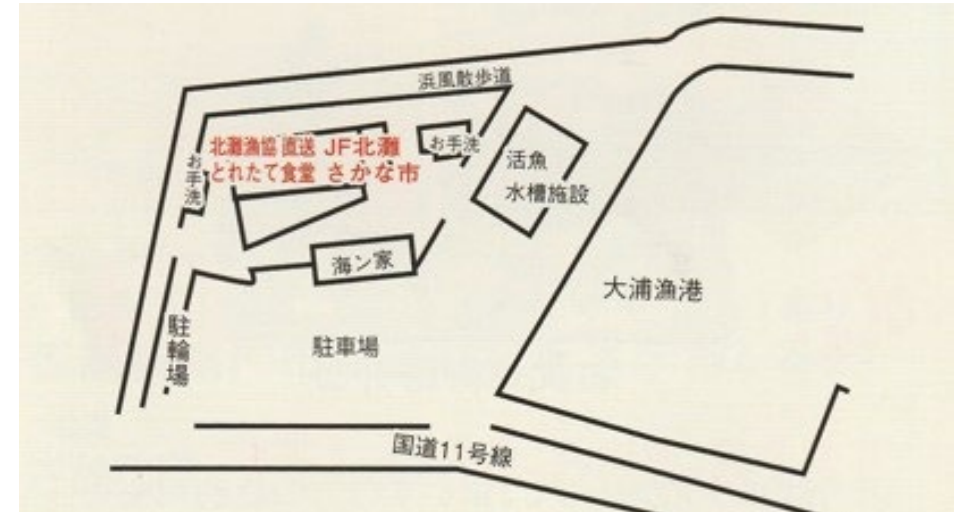 浜風散歩道
北灘漁協 直送 JF北灘
とれたて食堂 さかな市
お手洗
お手洗
活魚
水槽施設
海ン家
大浦漁港
駐輪場
駐車場
国道11号線